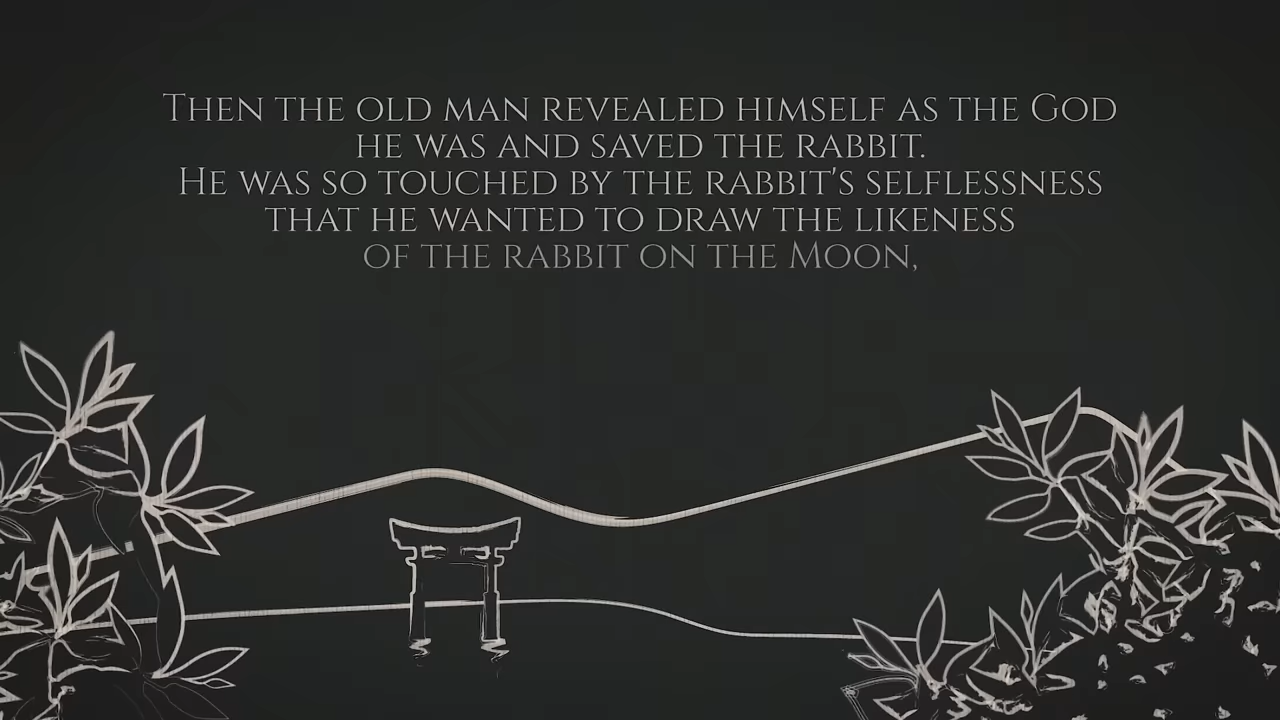 Then the old man revealed himself as the God
he was and saved the rabbit.
He was so touched by the rabbit's selflessness
that he wanted to draw the likeness
of the rabbit on the Moon,